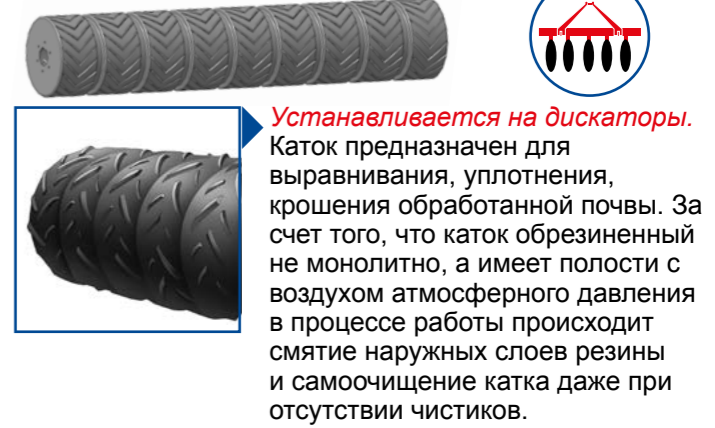 Устанавливается на дискаторы.
Каток предназначен для
выравнивания, уплотнения,
крошения обработанной почвы. За
счет того, что каток обрезиненный
не монолитно, а имеет полости с
воздухом атмосферного давления
в процессе работы происходит
смятие наружных слоев резины
и самоочищение катка даже при
отсутствии чистиков.